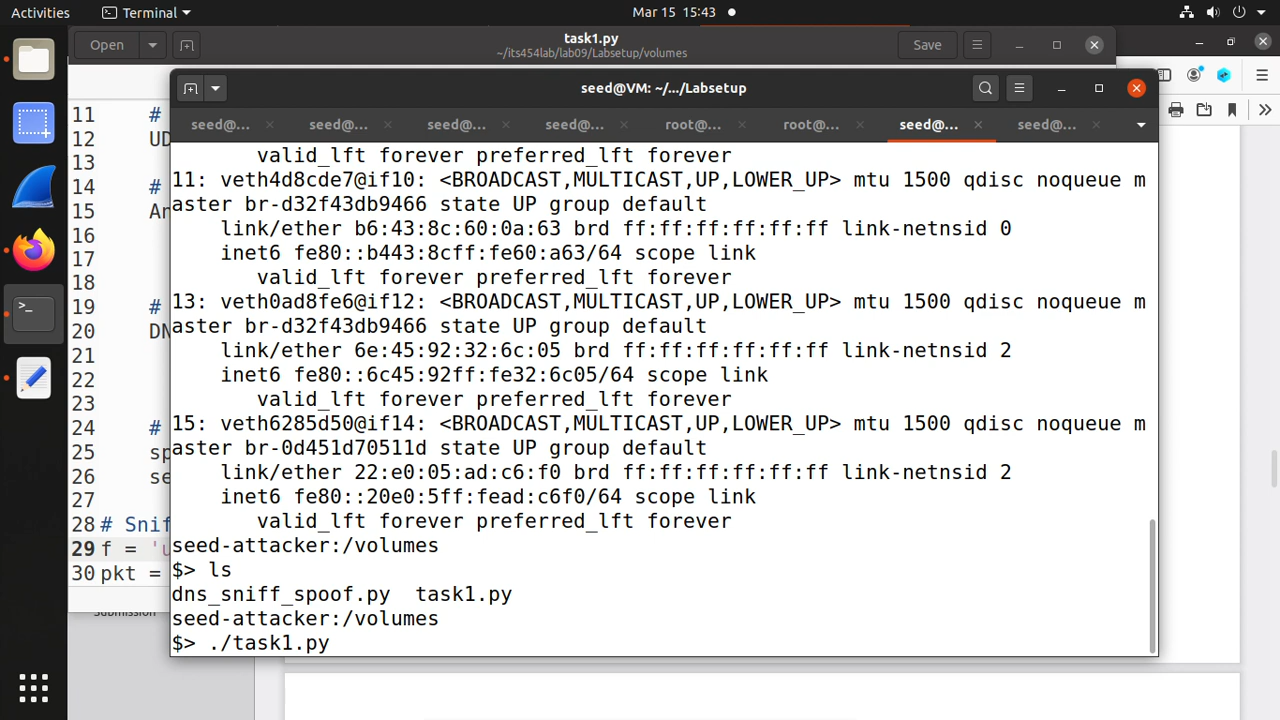 Activities
Terminal
Mar 15 15:43
Open
task1.py
~/its454lab/lab09/Labsetup/volumes
Save
seed@VM: ~/.../Labsetup
seed@...
seed@...
seed@...
seed@...
root@...
root@...
seed@...
seed@...
11 #
12 UD
13
14 #
15 An
16
17
18
19 #
20 DN
21
22
23
24 #
25 sp
26 se
27
28 # Snif
29 f = 'u
30 pkt =
Submission
valid_lft forever preferred_lft forever
11: veth4d8cde7@if10: <BROADCAST,MULTICAST,UP,LOWER_UP> mtu 1500 qdisc noqueue m
aster br-d32f43db9466 state UP group default
link/ether b6:43:8c:60:0a:63 brd ff:ff:ff:ff:ff:ff link-netnsid 0
inet6 fe80::b443:8cff:fe60:a63/64 scope link
valid_lft forever preferred_lft forever
13: veth0ad8fe6@if12: <BROADCAST,MULTICAST,UP,LOWER_UP> mtu 1500 qdisc noqueue m
aster br-d32f43db9466 state UP group default
link/ether 6e:45:92:32:6c:05 brd ff:ff:ff:ff:ff:ff link-netnsid 2
inet6 fe80::6c45:92ff:fe32:6c05/64 scope link
valid_lft forever preferred_lft forever
15: veth6285d50@if14: <BROADCAST,MULTICAST,UP,LOWER_UP> mtu 1500 qdisc noqueue m
aster br-0d451d70511d state UP group default
link/ether 22:e0:05:ad:c6:f0 brd ff:ff:ff:ff:ff:ff link-netnsid 2
inet6 fe80::20e0:5ff:fead:c6f0/64 scope link
valid_lft forever preferred_lft forever
seed-attacker:/volumes
$> ls
dns_sniff_spoof.py  task1.py
seed-attacker:/volumes
$> ./task1.py